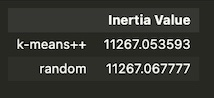 Inertia Value
k-means++ 11267.053593
random 11267.067777